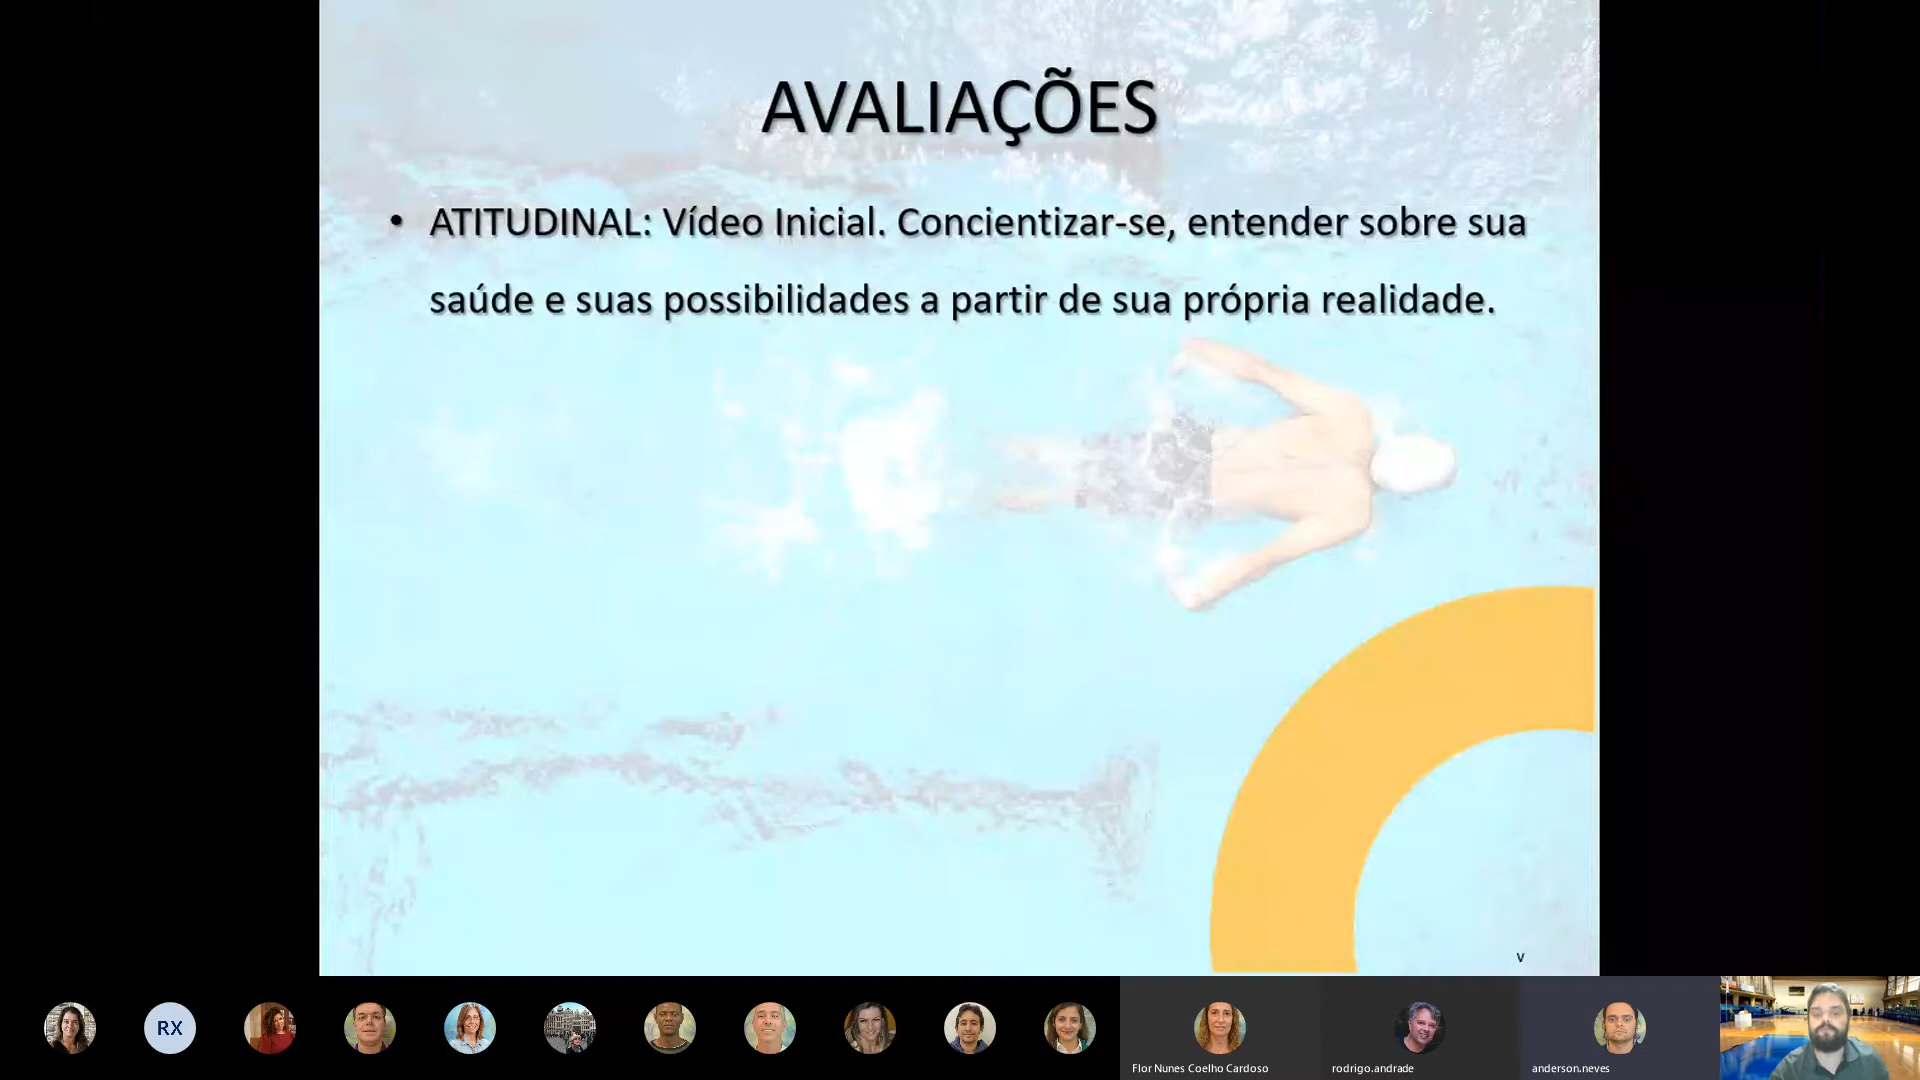 AVALIAÇÕES
• ATITUDINAL: Vídeo Inicial. Concientizar-se, entender sobre sua
saúde e suas possibilidades a partir de sua própria realidade.
v
RX
Flor Nunes Coelho Cardoso
rodrigo.andrade
anderson.neves